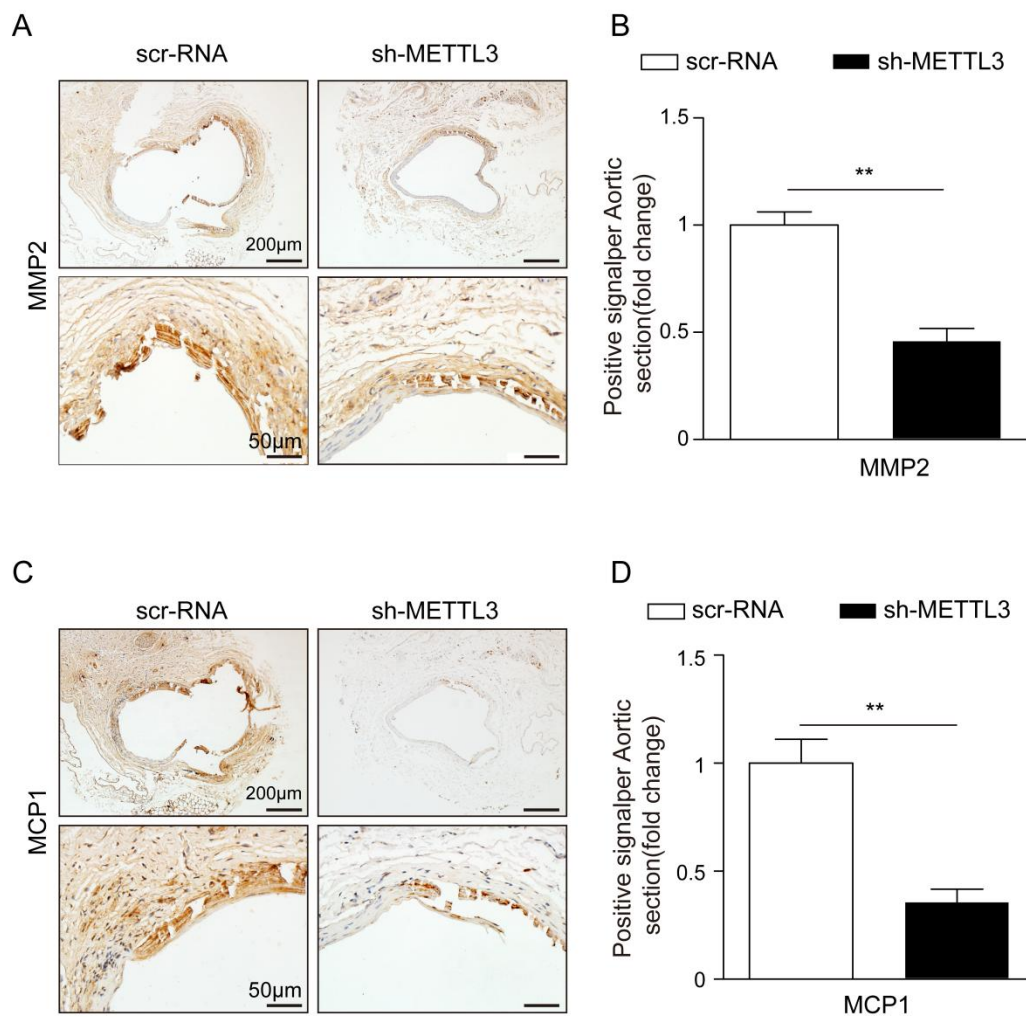 A
scr-RNA
sh-METTL3
MMP2
200μm
50μm
B
scr-RNA
sh-METTL3
Positive signalper Aortic
section(fold change)
1.5
1
0.5
0
**
MMP2
C
scr-RNA
sh-METTL3
MCP1
200μm
50μm
D
scr-RNA
sh-METTL3
Positive signalper Aortic
section(fold change)
1.5
1
0.5
0
**
MCP1